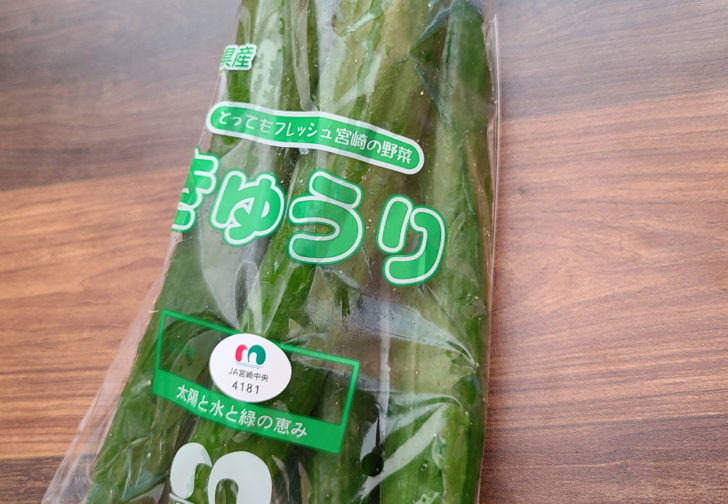 県産
とってもフレッシュ宮崎の野菜
きゅうり
JA宮崎中央
4181
太陽と水と緑の恵み